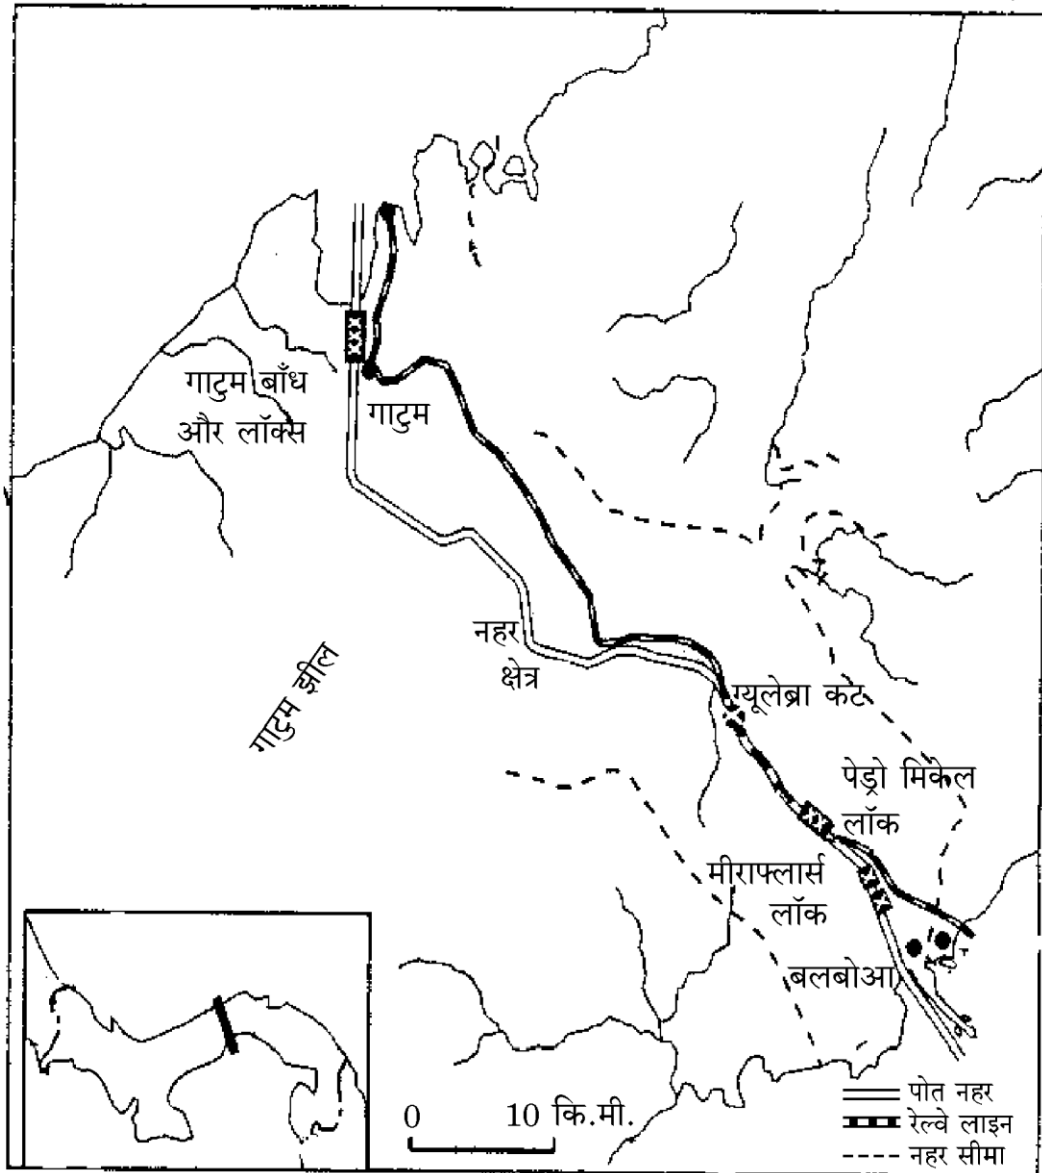 गाटुम बाँध
और लॉक्स
गाटुम
नहर
क्षेत्र
गाटुम झील
ग्यूलेब्रा कट
पेड्रो मिकेल
लॉक
मीराफ्लार्स
लॉक
बलबोआ
0 10 कि.मी.
पोत नहर
रेल्वे लाइन
नहर सीमा